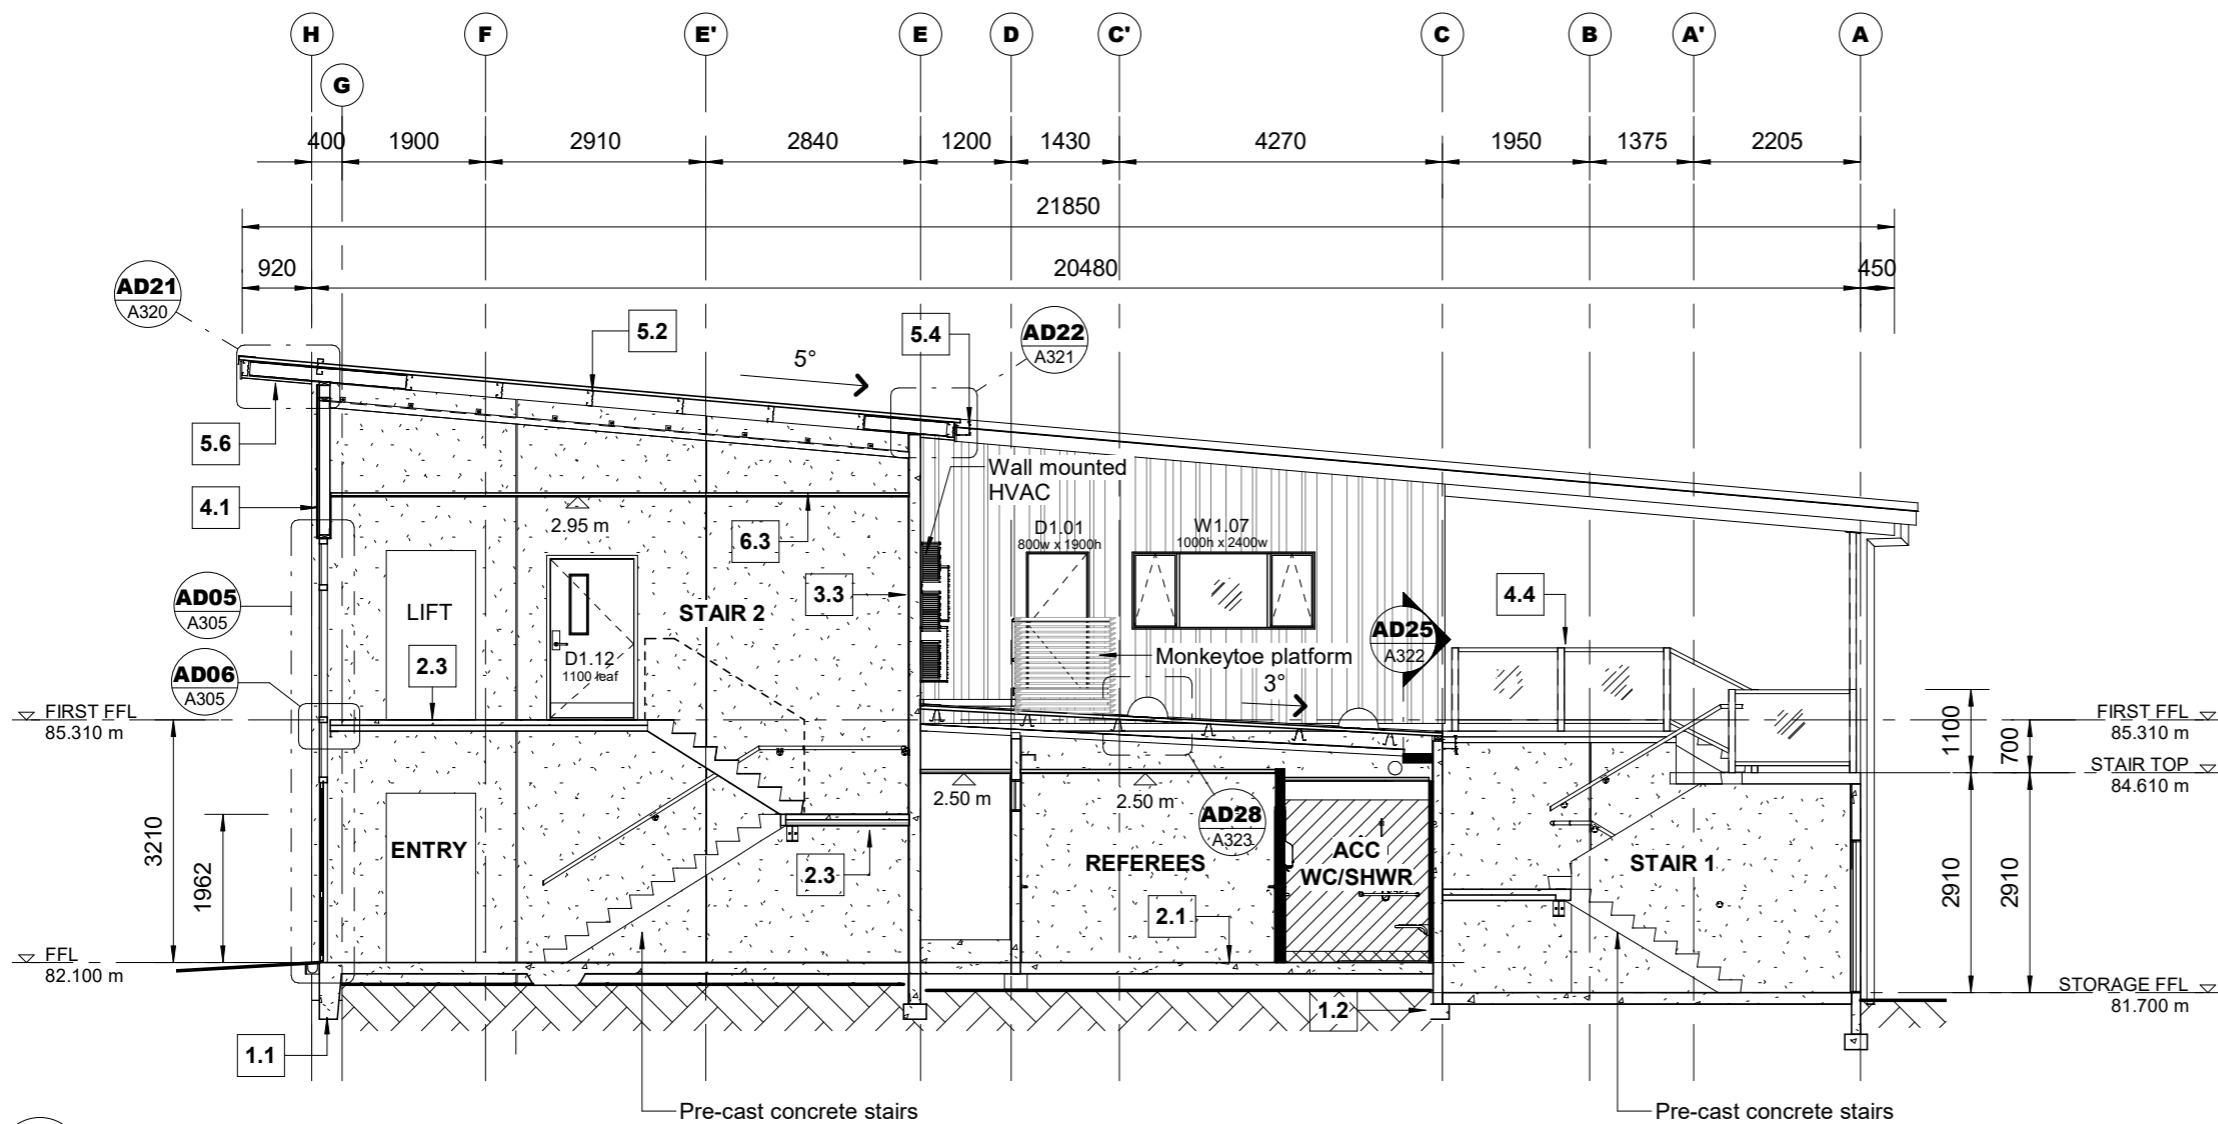 H F E' E D C' C B A' A
G
400 1900 2910 2840 1200 1430 4270 1950 1375 2205
21850
920 20480 450
AD21
A320
5.2
5.4
AD22
A321
5°
5.6
4.1
Wall mounted
HVAC
2.95 m
6.3
D1.01
800w x 1900h
W1.07
1000h x 2400w
AD05
A305
LIFT
STAIR 2
3.3
4.4
AD25
A322
D1.12
1100 leaf
2.3
Monkeytoe platform
3°
AD06
A305
FIRST FFL
85.310 m
FIRST FFL
85.310 m
1100
700
STAIR TOP
84.610 m
2.50 m
2.50 m
AD28
A323
3210
1962
ENTRY
2.3
REFEREES
ACC
WC/SHWR
STAIR 1
2910
2910
2.1
FFL
82.100 m
STORAGE FFL
81.700 m
1.1
1.2
Pre-cast concrete stairs
Pre-cast concrete stairs